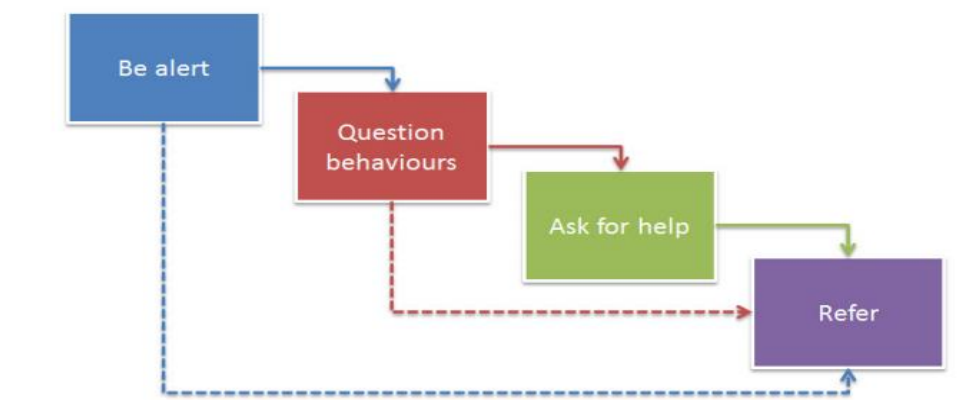 Be alert
Question
behaviours
Ask for help
Refer